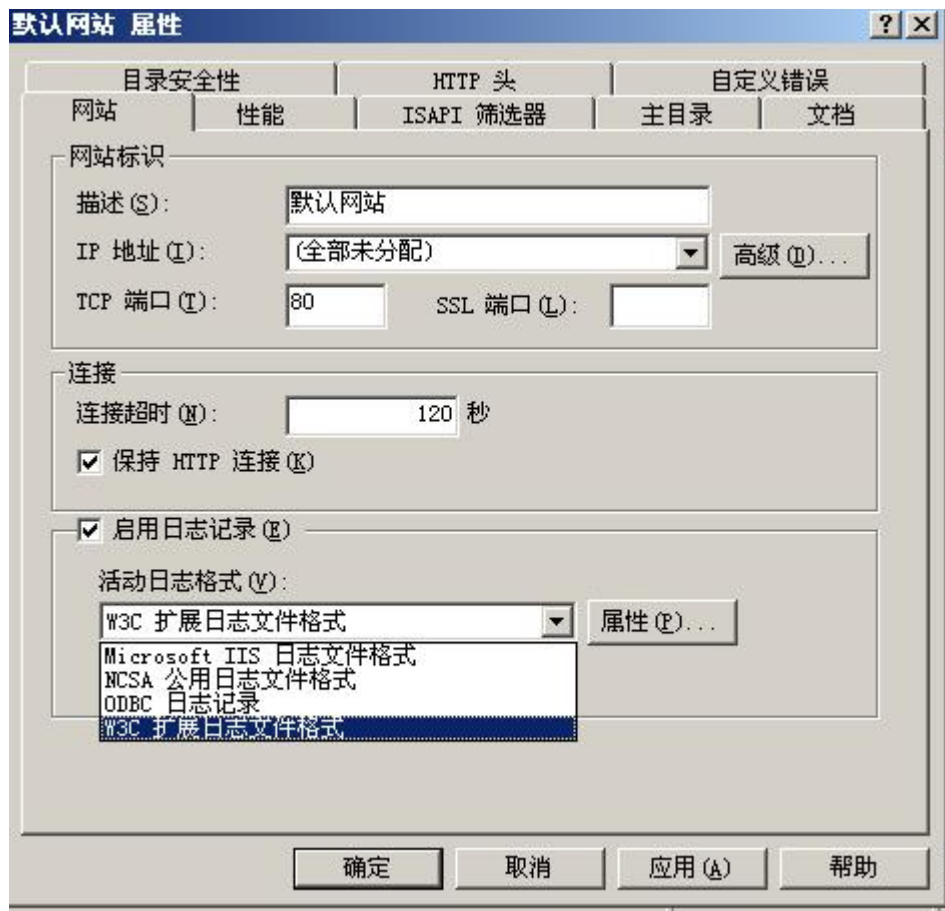 默认网站 属性
目录安全性 HTTP 头 自定义错误
网站 性能 ISAPI 筛选器 主目录 文档
网站标识
描述(S): 默认网站
IP 地址(I): (全部未分配) 高级(D)...
TCP 端口(T): 80 SSL 端口(L):
连接
连接超时(N): 120 秒
保持 HTTP 连接(K)
启用日志记录(E)
活动日志格式(V):
W3C 扩展日志文件格式 属性(P)...
Microsoft IIS 日志文件格式
NCSA 公用日志文件格式
ODBC 日志记录
W3C 扩展日志文件格式
确定 取消 应用(A) 帮助